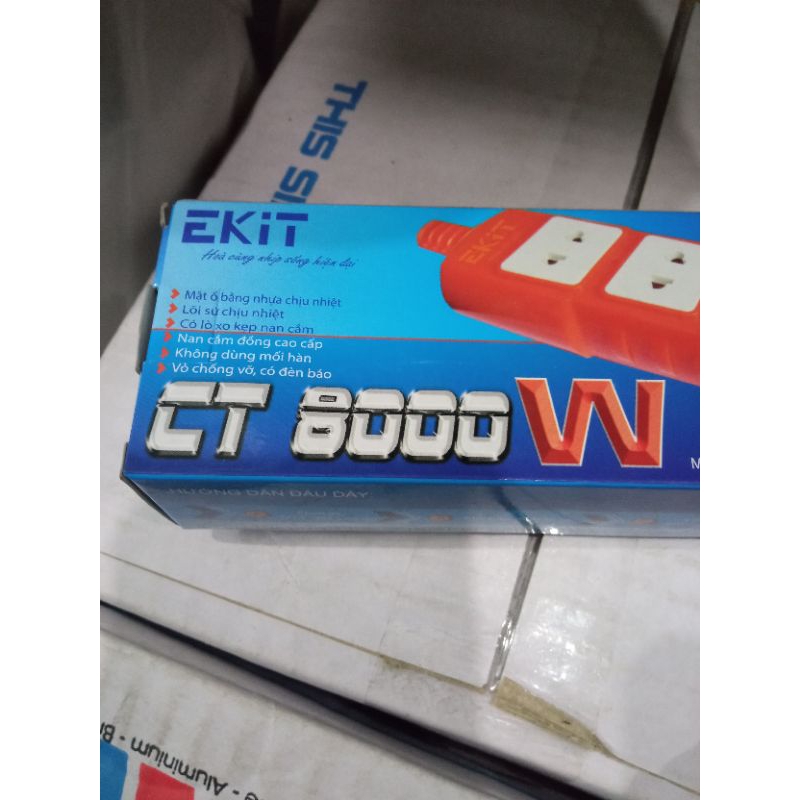 THIS SI
EKiT
Hoà cùng nhịp sống hiện đại
EKiT
Mặt ổ bằng nhựa chịu nhiệt
Lõi sứ chịu nhiệt
Có lò xo kẹp nan cắm
Nan cắm đồng cao cấp
Không dùng mối hàn
Vỏ chống vỡ, có đèn báo
CT 8000W
HƯỚNG DẪN ĐẤU DÂY
- Aluminium -